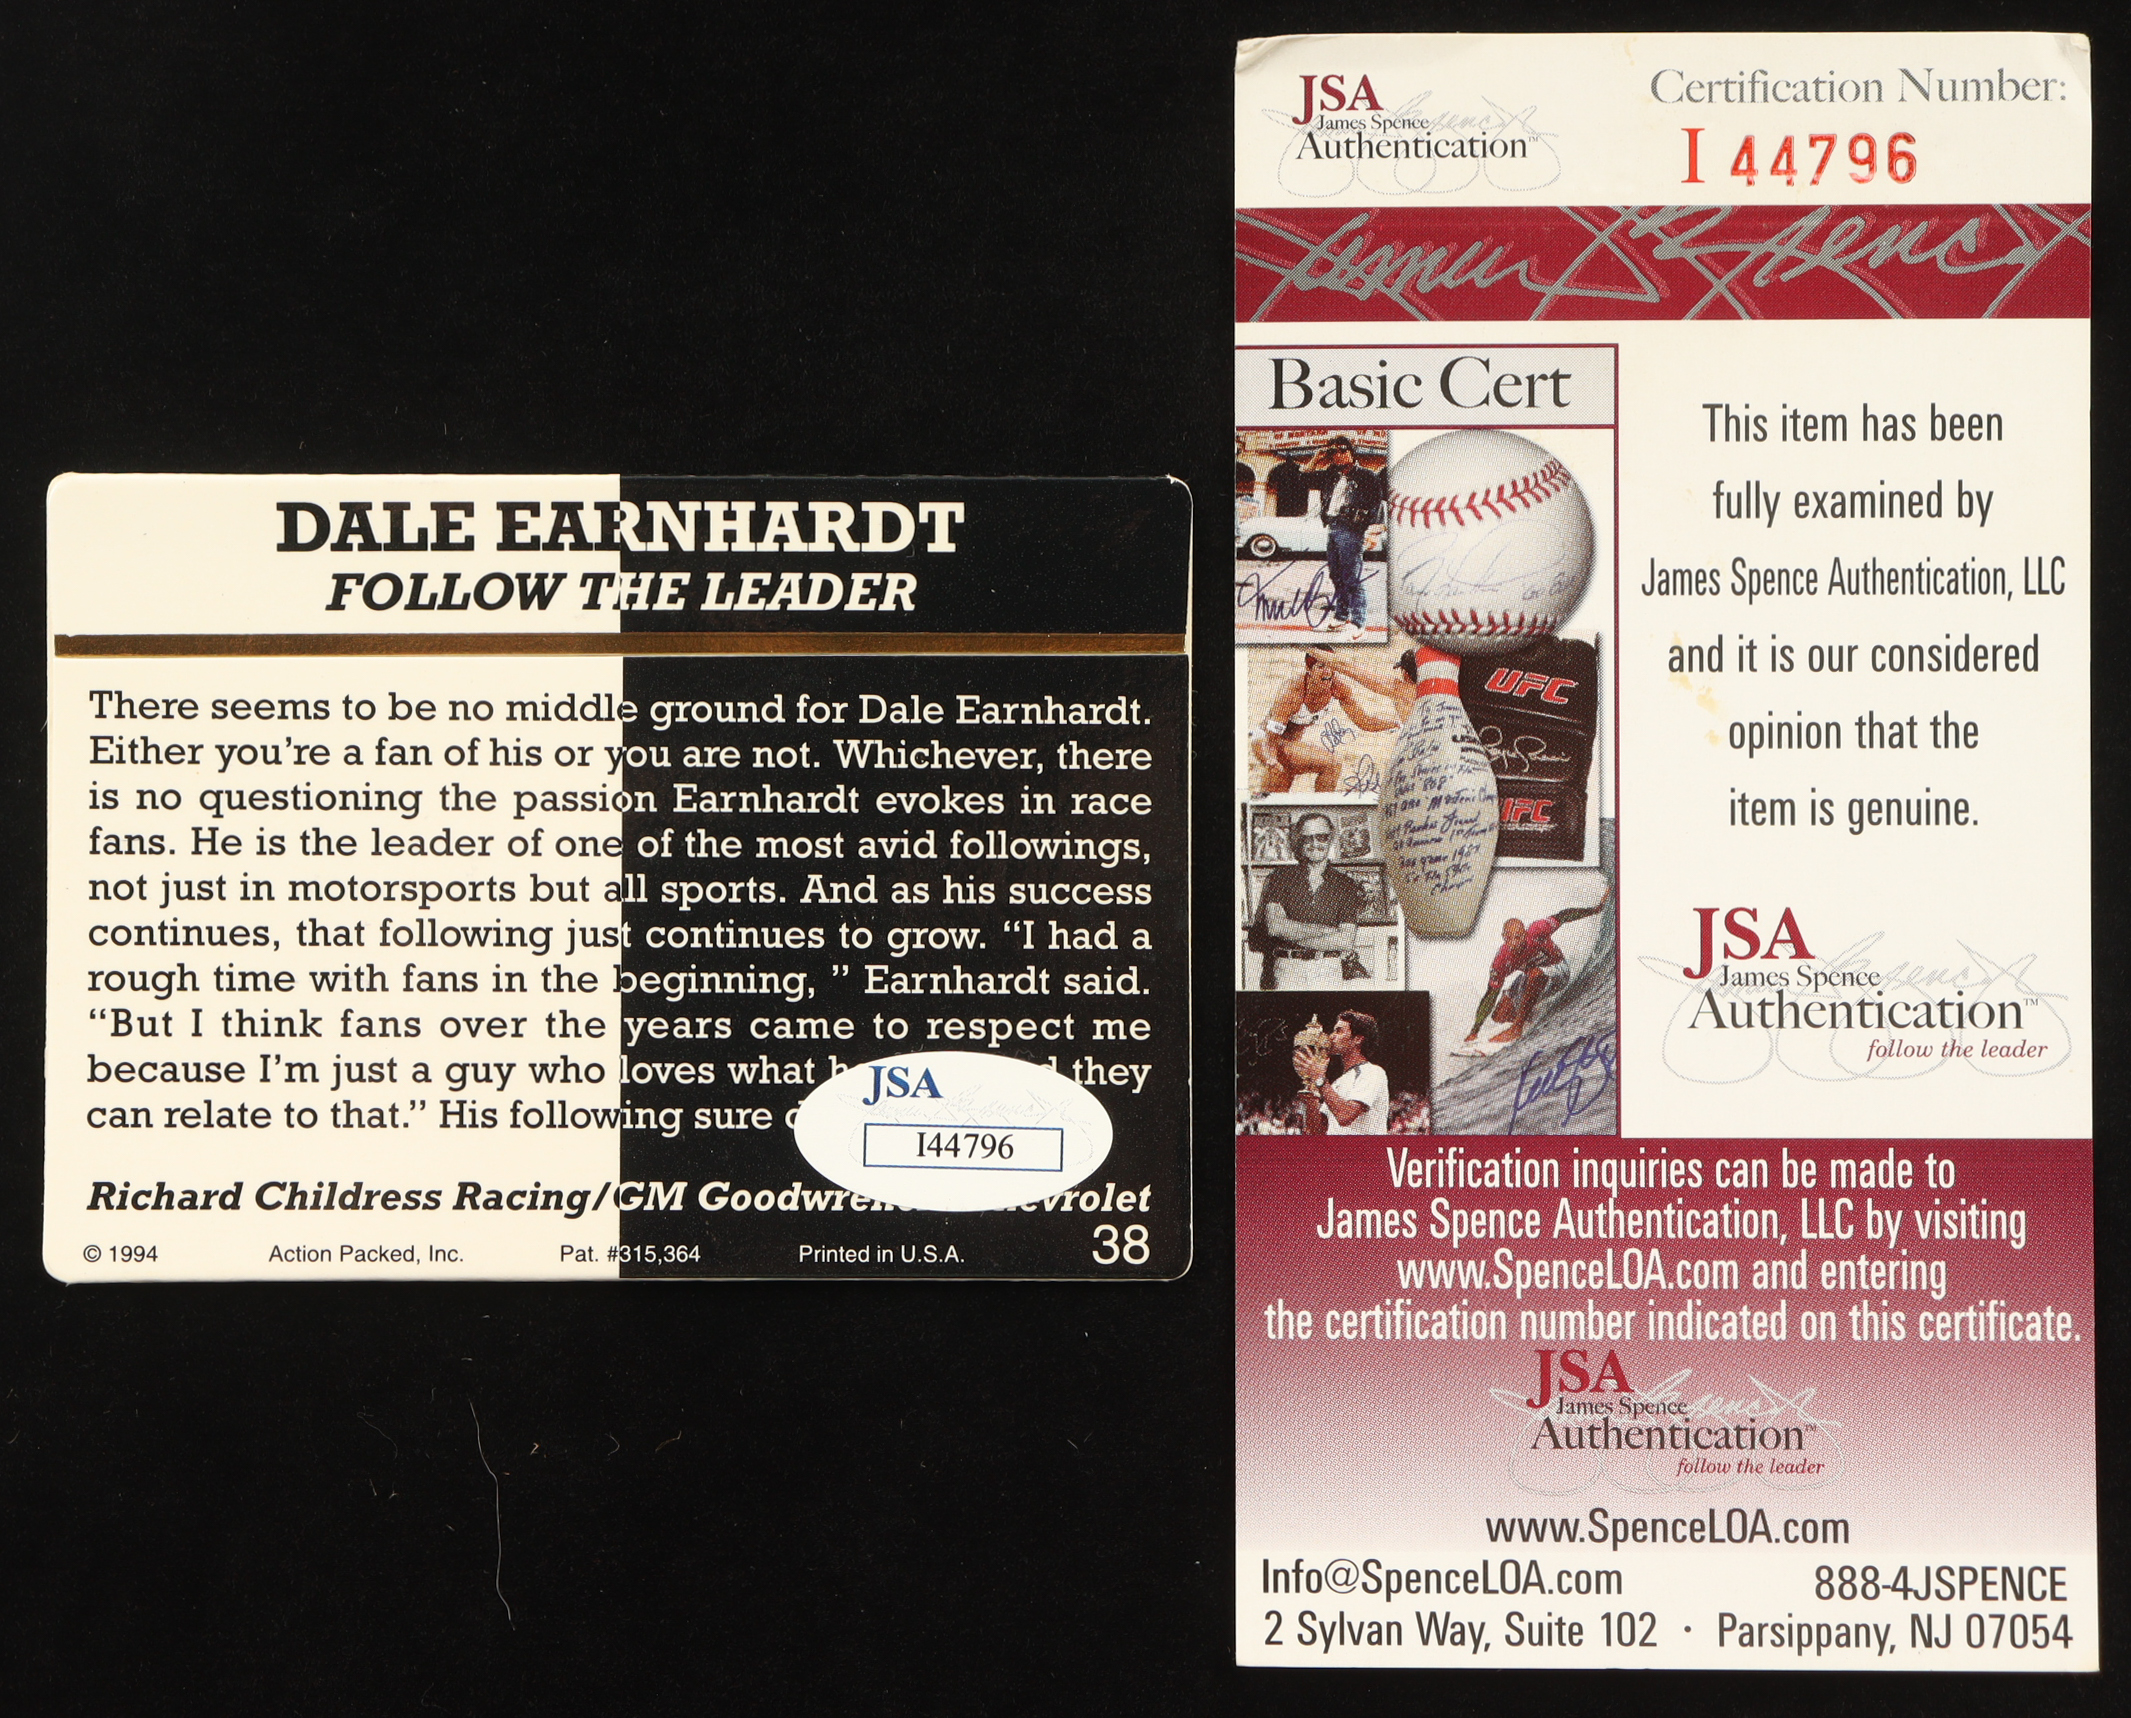 DALE EARNHARDT
FOLLOW THE LEADER
There seems to be no middle ground for Dale Earnhardt.
Either you're a fan of his or you are not. Whichever, there
is no questioning the passion Earnhardt evokes in race
fans. He is the leader of one of the most avid followings,
not just in motorsports but all sports. And as his success
continues, that following just continues to grow. “I had a
rough time with fans in the beginning, ” Earnhardt said.
“But I think fans over the years came to respect me
because I'm just a guy who loves what they
can relate to that.” His following sure
JSA
I44796
Richard Childress Racing/GM
© 1994 Action Packed, Inc. Pat. #315,364 Printed in U.S.A. 38
JSA
James Spence
Authentication™
Certification Number:
I 44796
Basic Cert
UFC
UFC
This item has been
fully examined by
James Spence Authentication, LLC
and it is our considered
opinion that the
item is genuine.
JSA
James Spence
Authentication™
follow the leader
Verification inquiries can be made to
James Spence Authentication, LLC by visiting
www.SpenceLOA.com and entering
the certification number indicated on this certificate.
JSA
James Spence
Authentication™
follow the leader
www.SpenceLOA.com
Info@SpenceLOA.com 888-4JSPENCE
2 Sylvan Way, Suite 102 · Parsippany, NJ 07054